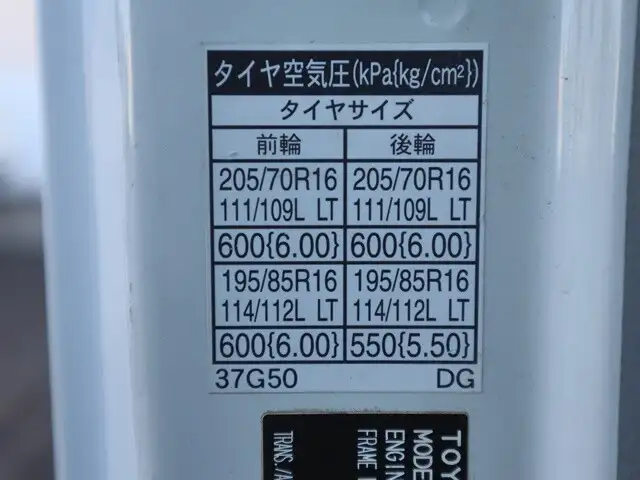 タイヤ空気圧(kPa{kg/cm²})
タイヤサイズ
前輪 後輪
205/70R16 205/70R16
111/109L LT 111/109L LT
600{6.00} 600{6.00}
195/85R16 195/85R16
114/112L LT 114/112L LT
600{6.00} 550{5.50}
37G50 DG
TOY
MODE
ENGIN
FRAME
TRANS./A